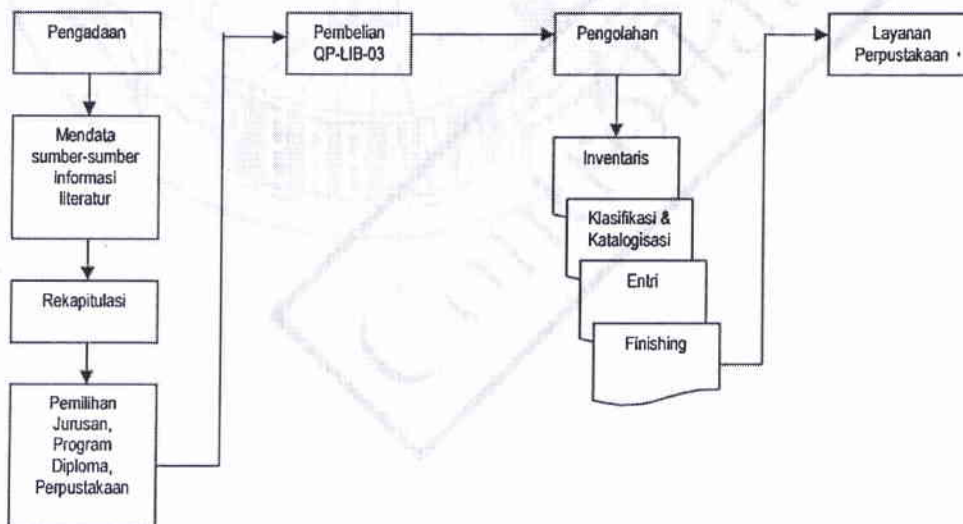 Pengadaan
Mendata
sumber-sumber
informasi
literatur
Rekapitulasi
Pemilihan
Jurusan,
Program
Diploma,
Perpustakaan
Pembelian
QP-LIB-03
Pengolahan
Inventaris
Klasifikasi &
Katalogisasi
Entri
Finishing
Layanan
Perpustakaan